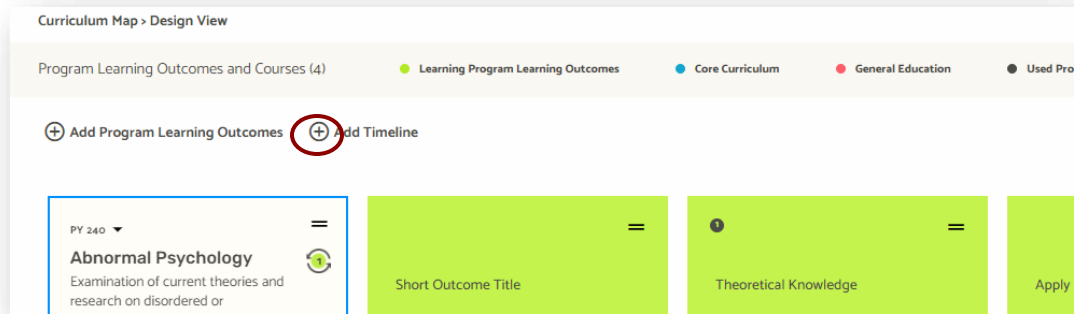 Curriculum Map > Design View
Program Learning Outcomes and Courses (4)
Learning Program Learning Outcomes
Core Curriculum
General Education
Used Pro
Add Program Learning Outcomes
Add Timeline
PY 240
Abnormal Psychology
1
Examination of current theories and
research on disordered or
Short Outcome Title
1
Theoretical Knowledge
Apply